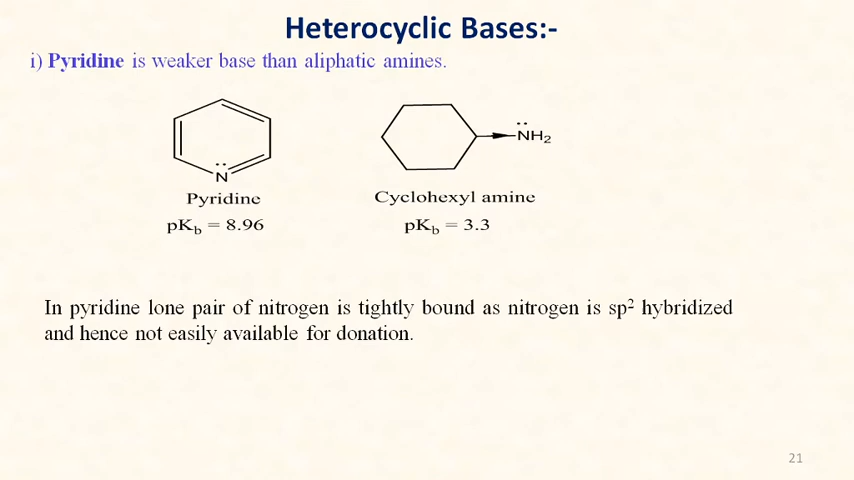 Heterocyclic Bases:-
i) Pyridine is weaker base than aliphatic amines.
N
Pyridine
pKb = 8.96
NH2
Cyclohexyl amine
pKb = 3.3
In pyridine lone pair of nitrogen is tightly bound as nitrogen is sp² hybridized
and hence not easily available for donation.
21